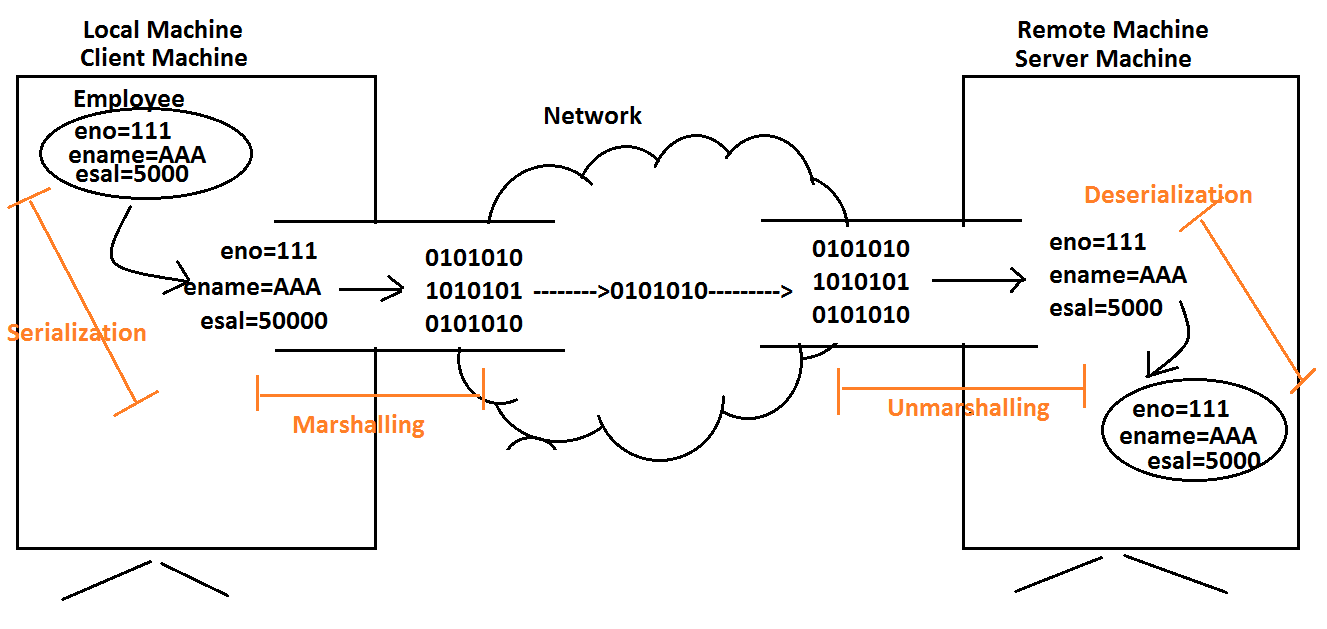 Local Machine
Client Machine
Employee
eno=111
ename=AAA
esal=5000
Serialization
eno=111
ename=AAA
esal=50000
Marshalling
0101010
1010101
0101010
Network
-------->0101010--------->
0101010
1010101
0101010
Unmarshalling
Remote Machine
Server Machine
Deserialization
eno=111
ename=AAA
esal=5000
eno=111
ename=AAA
esal=5000